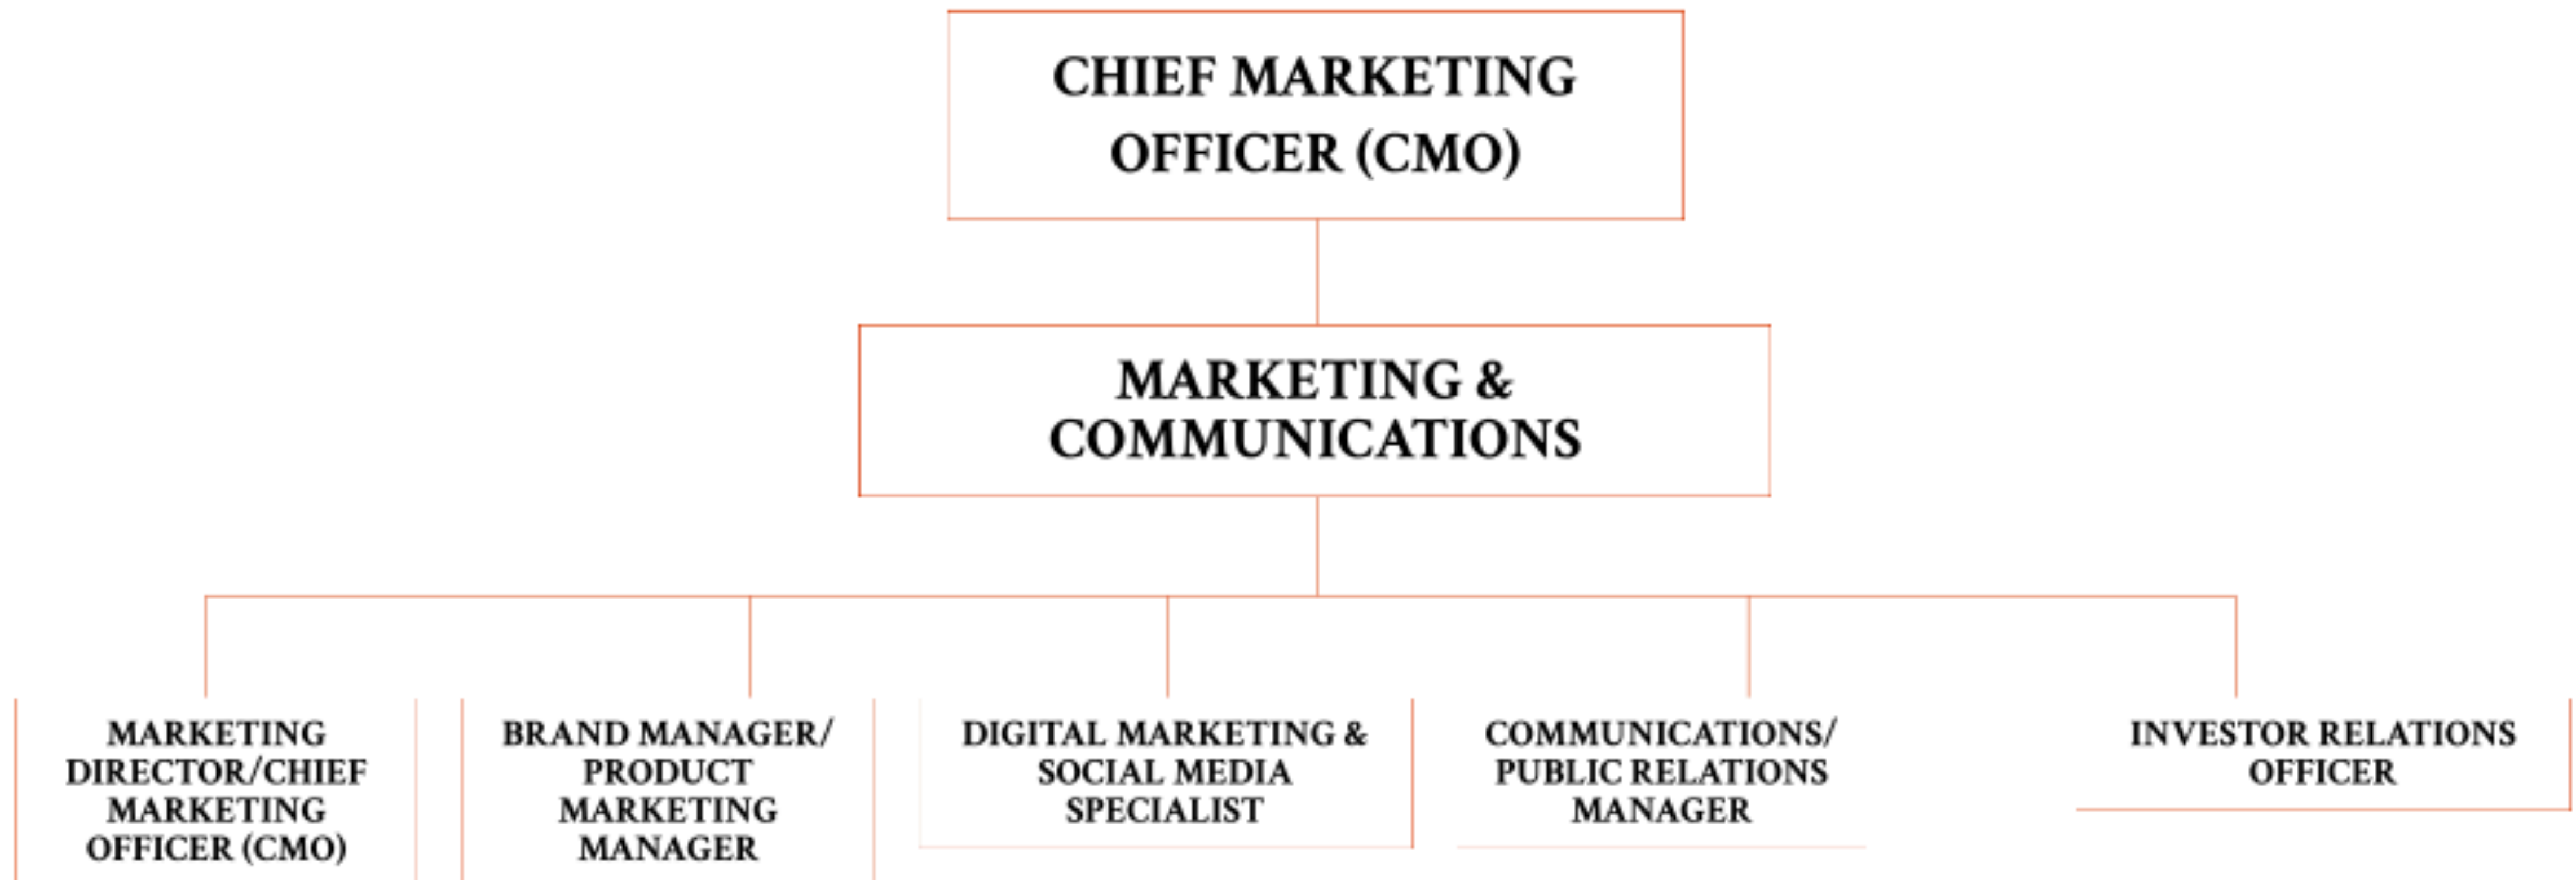 CHIEF MARKETING
OFFICER (CMO)
MARKETING &
COMMUNICATIONS
MARKETING
DIRECTOR/CHIEF
MARKETING
OFFICER (CMO)
BRAND MANAGER/
PRODUCT
MARKETING
MANAGER
DIGITAL MARKETING &
SOCIAL MEDIA
SPECIALIST
COMMUNICATIONS/
PUBLIC RELATIONS
MANAGER
INVESTOR RELATIONS
OFFICER